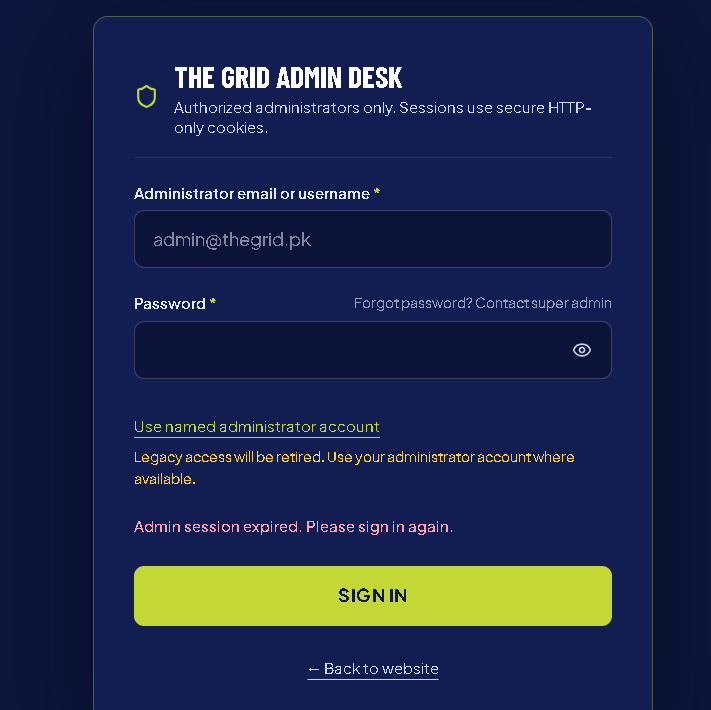 THE GRID ADMIN DESK
Authorized administrators only. Sessions use secure HTTP-
only cookies.
Administrator email or username *
admin@thegrid.pk
Password *
Forgot password? Contact super admin
Use named administrator account
Legacy access will be retired. Use your administrator account where
available.
Admin session expired. Please sign in again.
SIGN IN
← Back to website